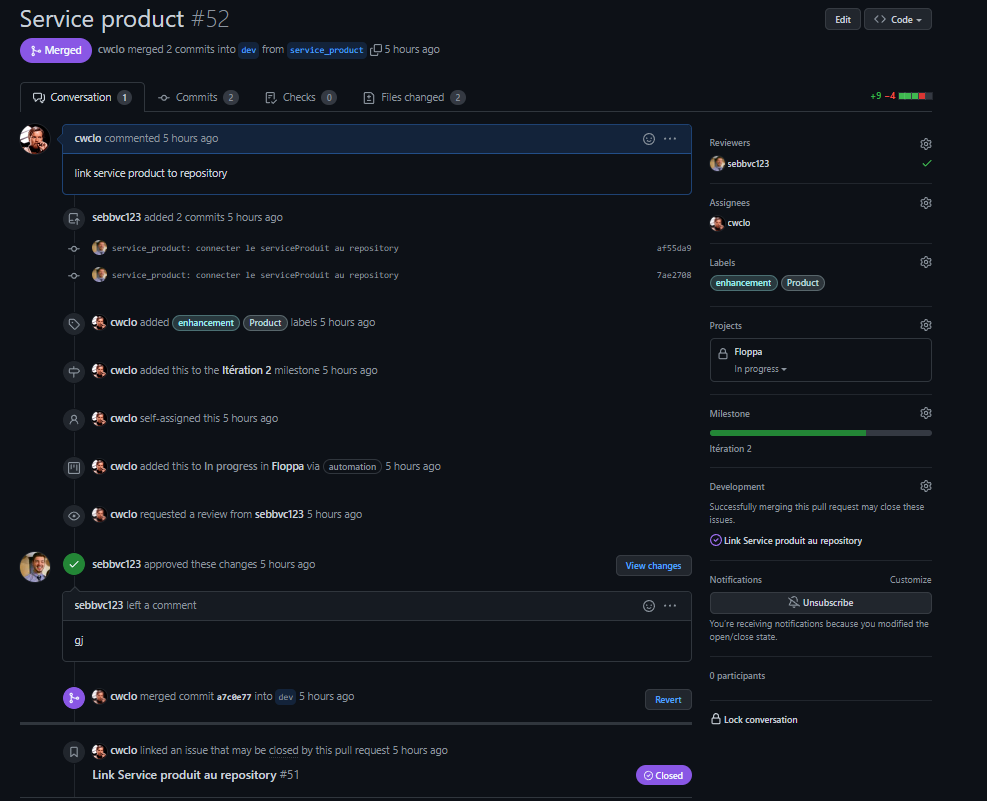 Service product #52
Edit
Code
Merged
cwclo merged 2 commits into dev from service_product 5 hours ago
Conversation 1
Commits 2
Checks 0
Files changed 2
+9 −4
cwclo commented 5 hours ago
link service product to repository
sebbvc123 added 2 commits 5 hours ago
service_product: connecter le serviceProduit au repository
af55da9
service_product: connecter le serviceProduit au repository
7ae2708
cwclo added enhancement Product labels 5 hours ago
cwclo added this to the Itération 2 milestone 5 hours ago
cwclo self-assigned this 5 hours ago
cwclo added this to In progress in Floppa via automation 5 hours ago
cwclo requested a review from sebbvc123 5 hours ago
sebbvc123 approved these changes 5 hours ago
View changes
sebbvc123 left a comment
gj
cwclo merged commit a7c0e77 into dev 5 hours ago
Revert
cwclo linked an issue that may be closed by this pull request 5 hours ago
Link Service produit au repository #51
Closed
Reviewers
sebbvc123
Assignees
cwclo
Labels
enhancement Product
Projects
Floppa
In progress
Milestone
Itération 2
Development
Successfully merging this pull request may close these
issues.
Link Service produit au repository
Notifications
Customize
Unsubscribe
You're receiving notifications because you modified the
open/close state.
0 participants
Lock conversation